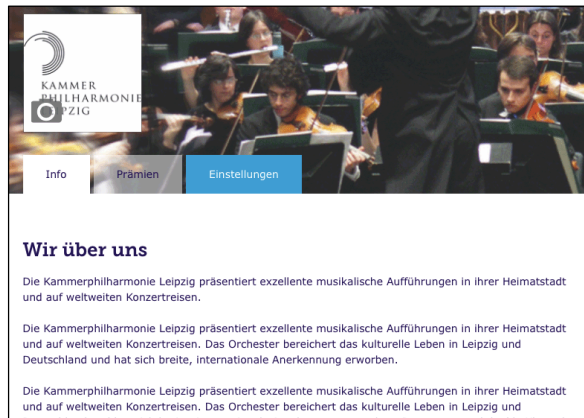 KAMMER
PHILHARMONIE
LEIPZIG
Info
Prämien
Einstellungen
Wir über uns
Die Kammerphilharmonie Leipzig präsentiert exzellente musikalische Aufführungen in ihrer Heimatstadt
und auf weltweiten Konzertreisen.
Die Kammerphilharmonie Leipzig präsentiert exzellente musikalische Aufführungen in ihrer Heimatstadt
und auf weltweiten Konzertreisen. Das Orchester bereichert das kulturelle Leben in Leipzig und
Deutschland und hat sich breite, internationale Anerkennung erworben.
Die Kammerphilharmonie Leipzig präsentiert exzellente musikalische Aufführungen in ihrer Heimatstadt
und auf weltweiten Konzertreisen. Das Orchester bereichert das kulturelle Leben in Leipzig und